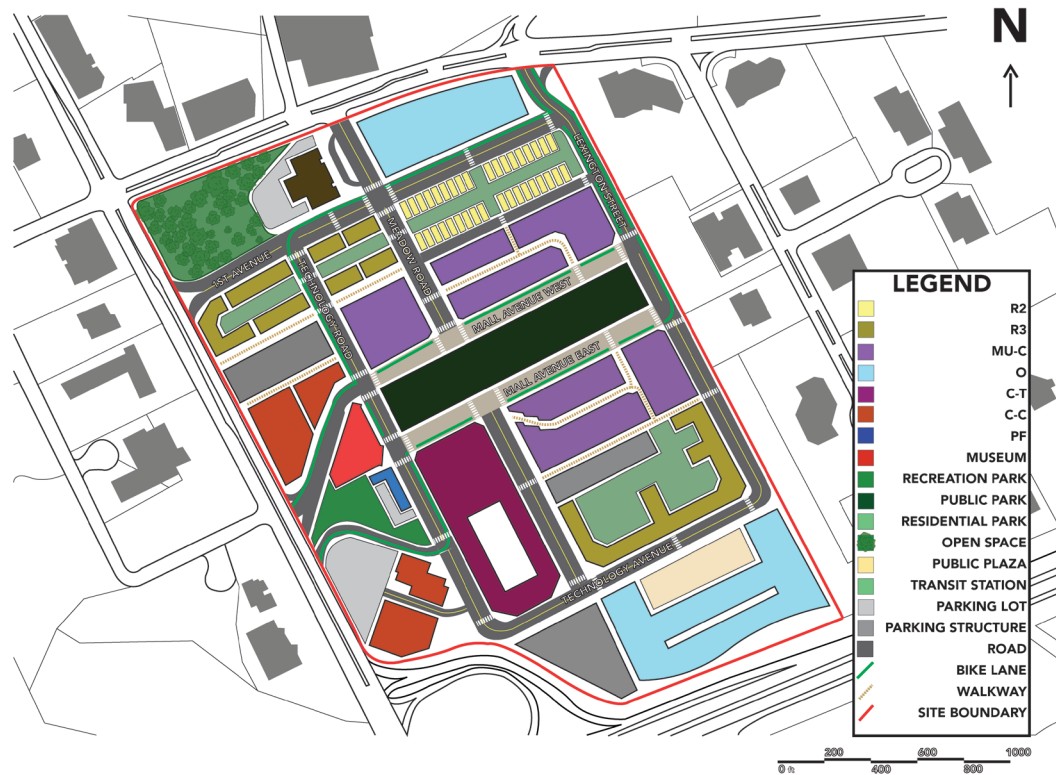 N
LEXINGTON STREET
MEADOW ROAD
1ST AVENUE
TECHNOLOGY ROAD
MALL AVENUE WEST
MALL AVENUE EAST
TECHNOLOGY AVENUE
LEGEND
R2
R3
MU-C
O
C-T
C-C
PF
MUSEUM
RECREATION PARK
PUBLIC PARK
RESIDENTIAL PARK
OPEN SPACE
PUBLIC PLAZA
TRANSIT STATION
PARKING LOT
PARKING STRUCTURE
ROAD
BIKE LANE
WALKWAY
SITE BOUNDARY
200 600 1000
0 ft 400 800